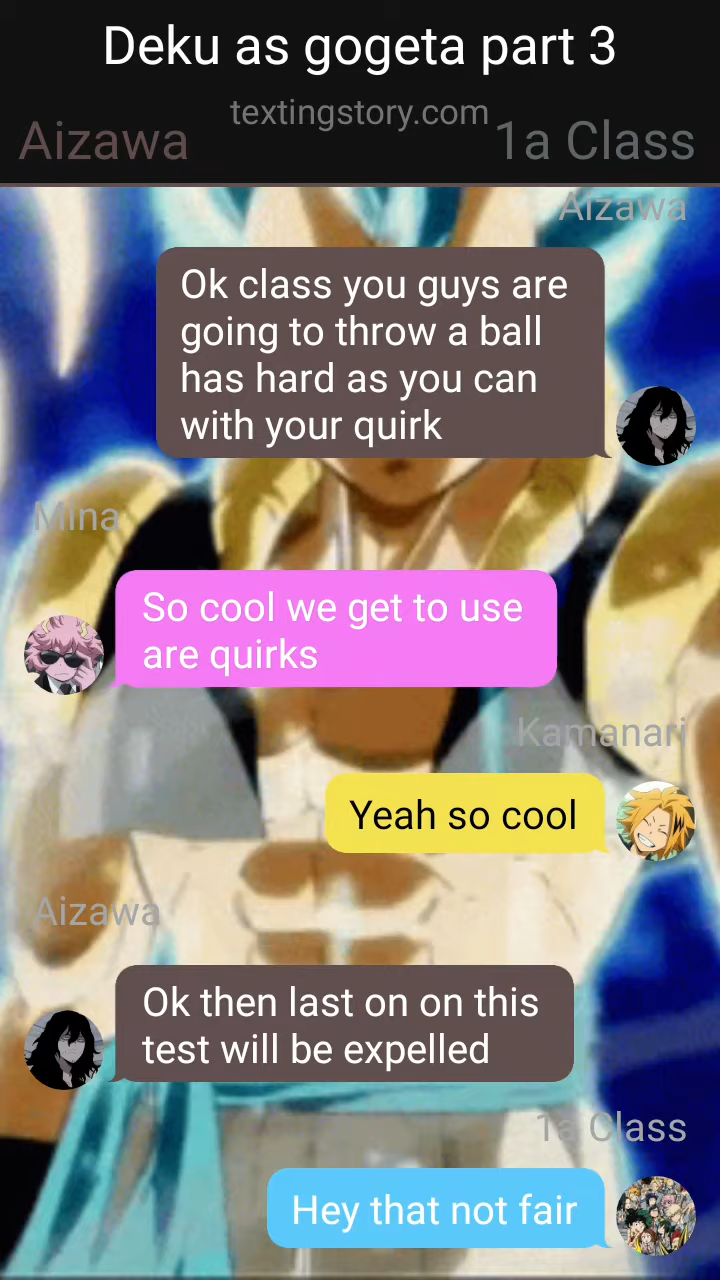 Deku as gogeta part 3
textingstory.com
Aizawa
1a Class
Aizawa
Ok class you guys are
going to throw a ball
has hard as you can
with your quirk
Mina
So cool we get to use
are quirks
Kamanari
Yeah so cool
Aizawa
Ok then last on on this
test will be expelled
1a Class
Hey that not fair